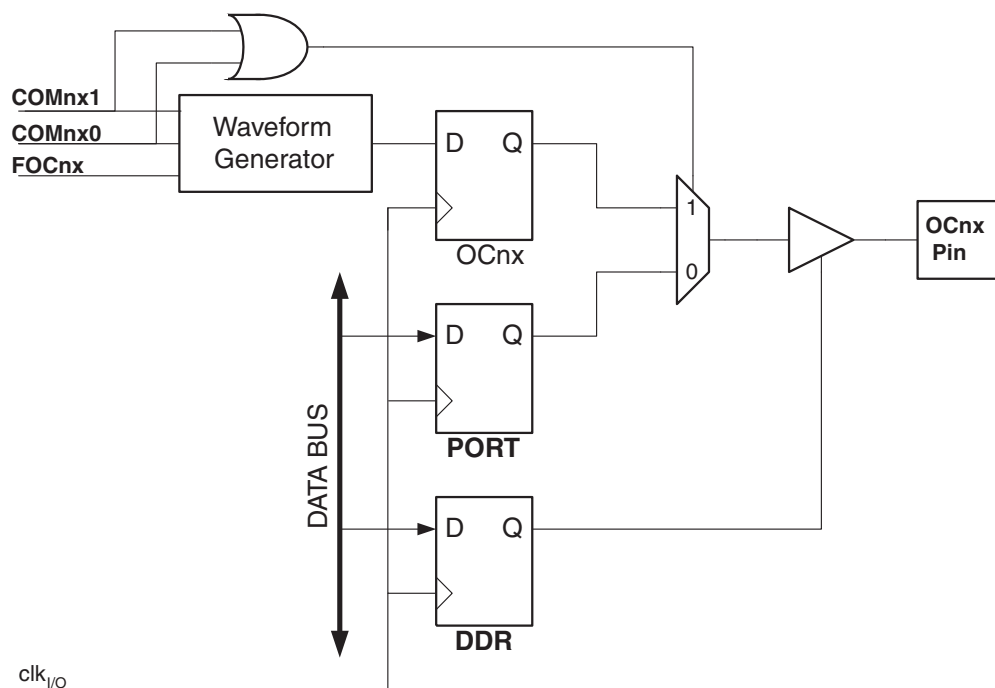 COMnx1
COMnx0
FOCnx
Waveform
Generator
D Q
OCnx
1
0
OCnx
Pin
D Q
PORT
DATA BUS
D Q
DDR
clkI/O